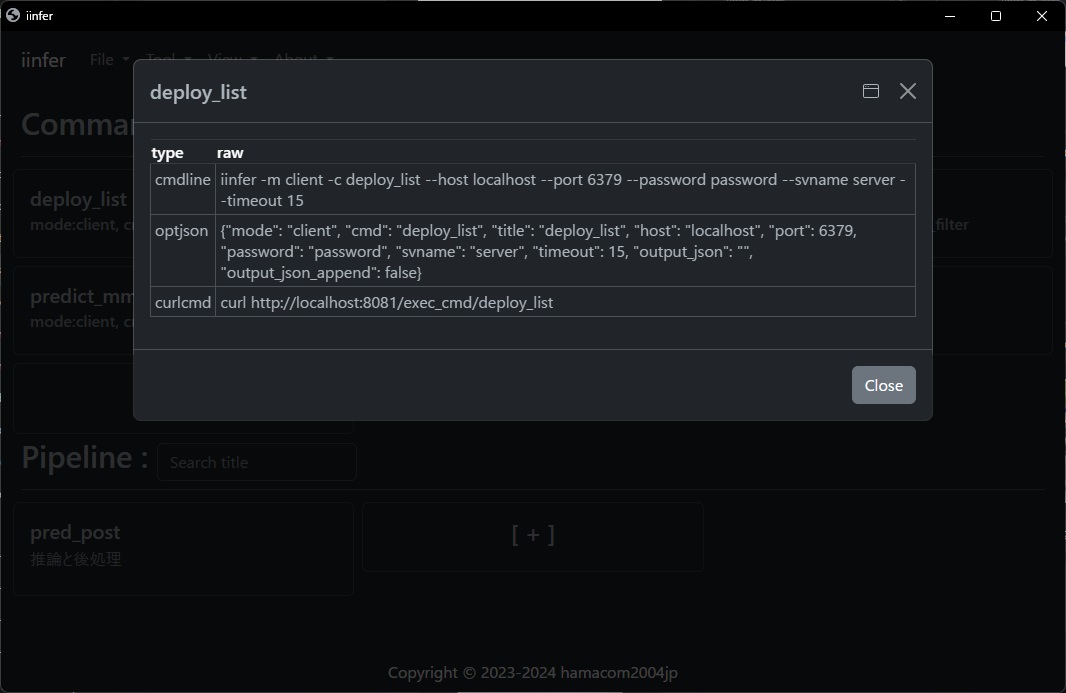 iinfer
iinfer File Tool View About
deploy_list
Comma
type raw
cmdline iinfer -m client -c deploy_list --host localhost --port 6379 --password password --svname server -
-timeout 15
optjson {"mode": "client", "cmd": "deploy_list", "title": "deploy_list", "host": "localhost", "port": 6379,
"password": "password", "svname": "server", "timeout": 15, "output_json": "",
"output_json_append": false}
curlcmd curl http://localhost:8081/exec_cmd/deploy_list
deploy_list
mode:client, c
_filter
predict_mm
mode:client, c
Close
Pipeline : Search title
pred_post
推論と後処理
[ + ]
Copyright © 2023-2024 hamacom2004jp